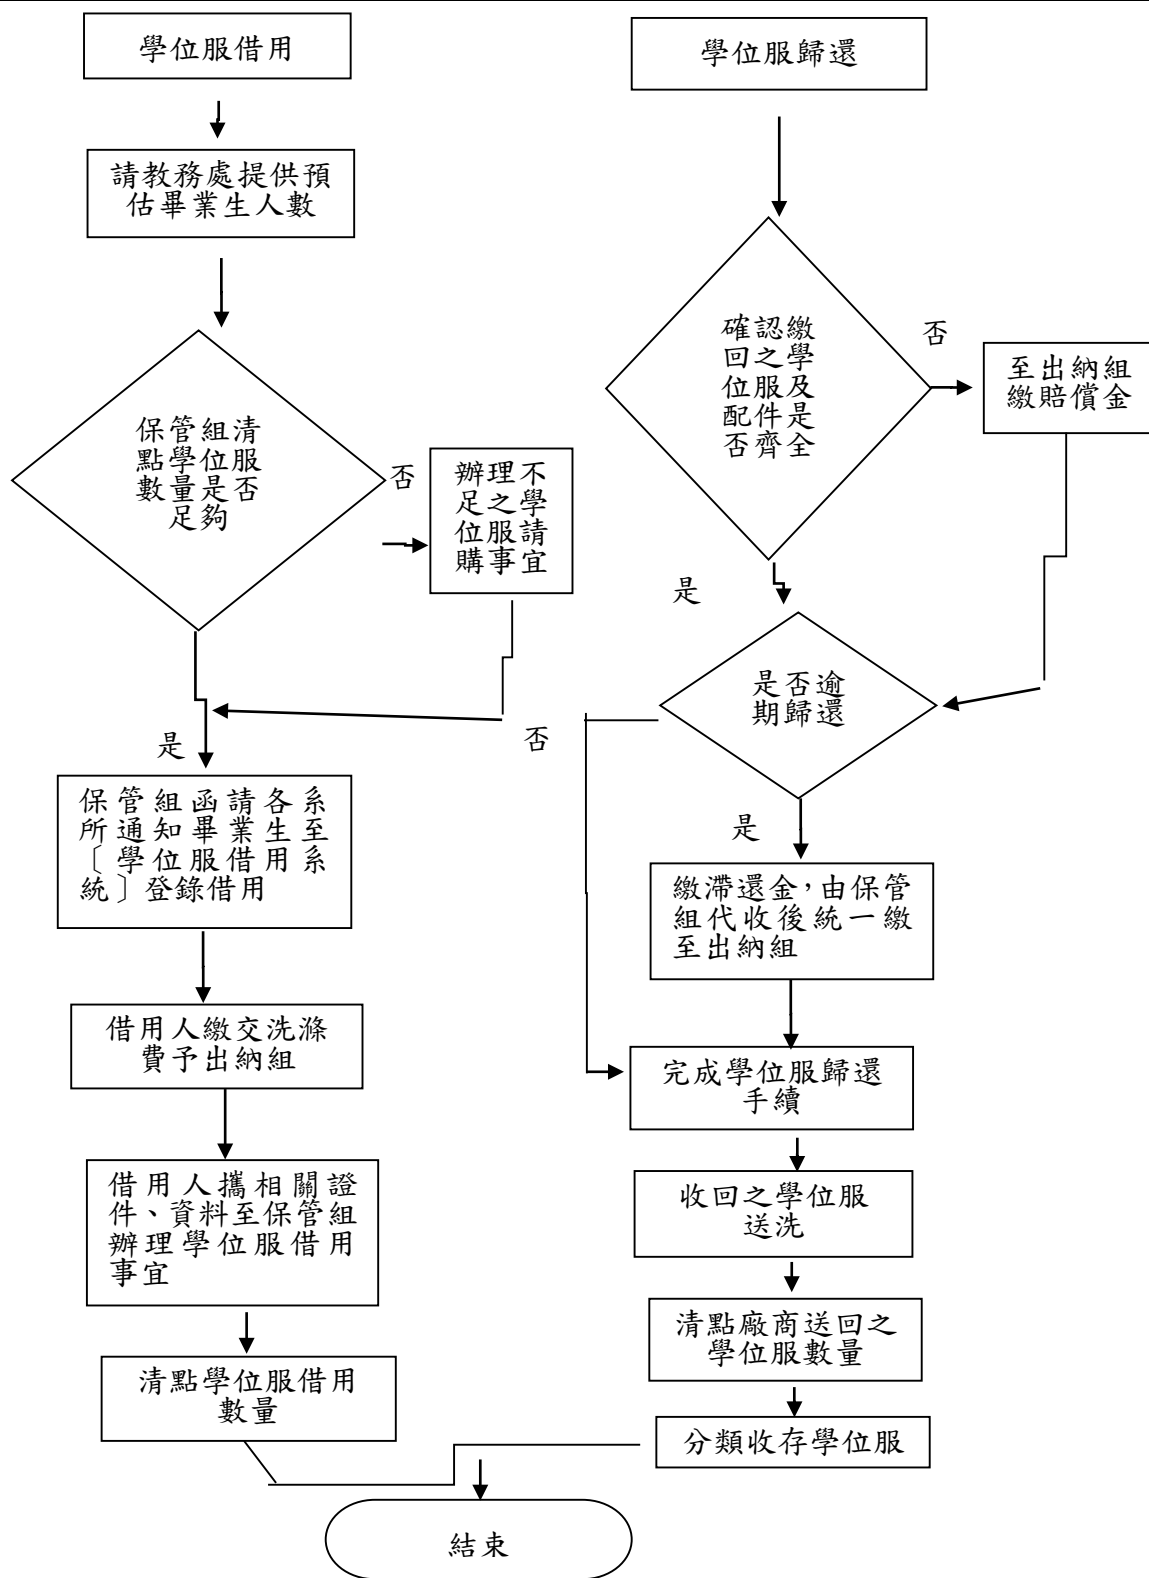 學位服借用
請教務處提供預
估畢業生人數
保管組清
點學位服
數量是否
足夠
否
辦理不
足之學
位服請
購事宜
是
保管組函請各系
所通知畢業生至
〔學位服借用系
統〕登錄借用
借用人繳交洗滌
費予出納組
借用人攜相關證
件、資料至保管組
辦理學位服借用
事宜
清點學位服借用
數量
學位服歸還
確認繳
回之學
位服及
配件是
否齊全
否
至出納組
繳賠償金
是
是否逾
期歸還
否
是
繳滯還金，由保管
組代收後統一繳
至出納組
完成學位服歸還
手續
收回之學位服
送洗
清點廠商送回之
學位服數量
分類收存學位服
結束